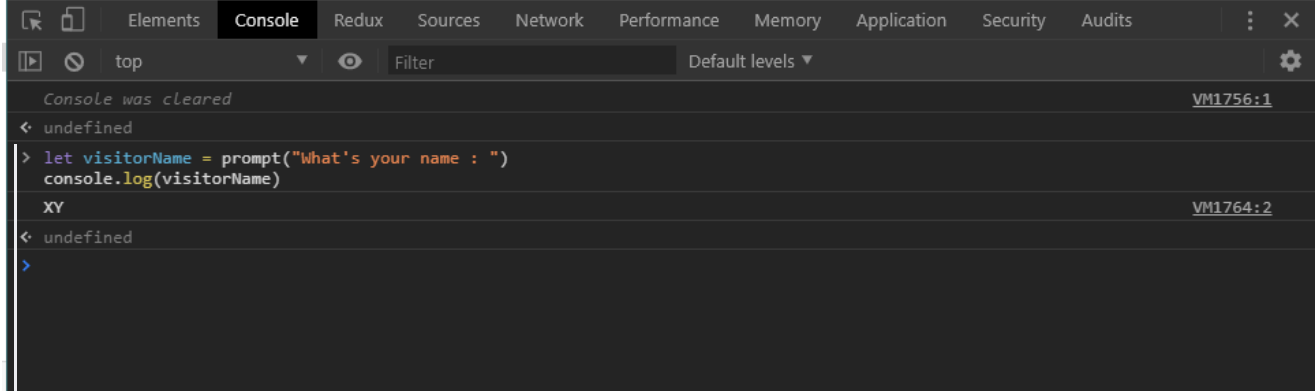 Elements Console Redux Sources Network Performance Memory Application Security Audits
top Filter Default levels
Console was cleared VM1756:1
undefined
let visitorName = prompt("What's your name : ")
console.log(visitorName)
XY VM1764:2
undefined